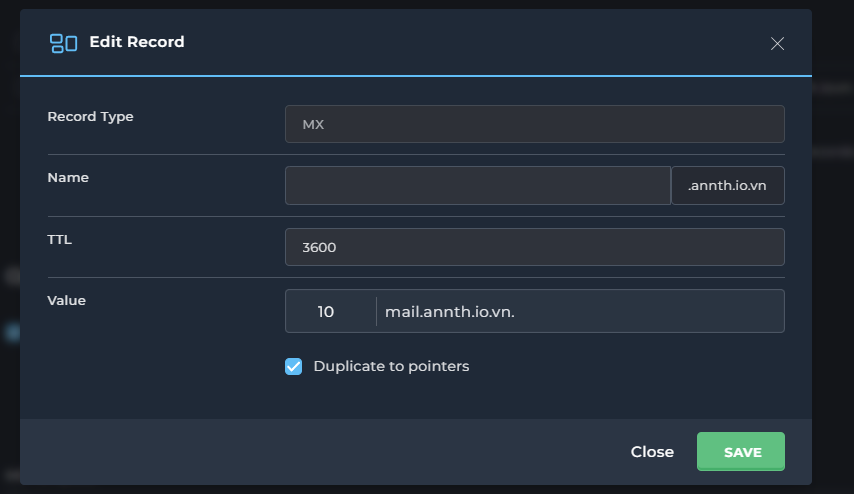 Edit Record
Record Type
MX
Name
.annth.io.vn
TTL
3600
Value
10
mail.annth.io.vn.
Duplicate to pointers
Close
SAVE